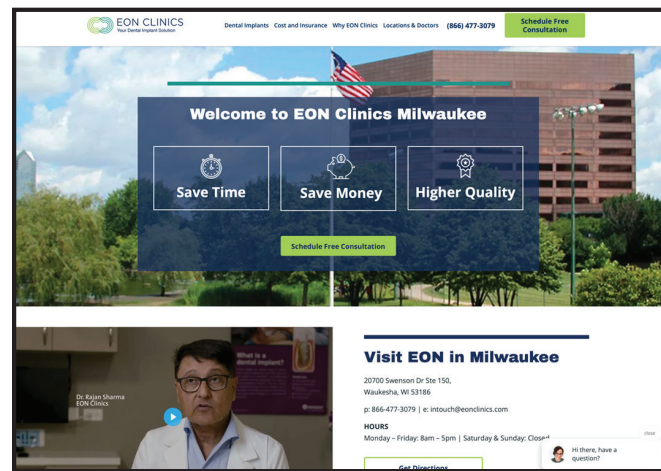 EON CLINICS
Your Dental Implant Solution
Dental Implants Cost and Insurance Why EON Clinics Locations & Doctors (866) 477-3079
Schedule Free
Consultation
Welcome to EON Clinics Milwaukee
Save Time
Save Money
Higher Quality
Schedule Free Consultation
What is a
dental implant?
Dr. Rajan Sharma
EON Clinics
Visit EON in Milwaukee
20700 Swenson Dr Ste 150,
Waukesha, WI 53186
p: 866-477-3079 | e: intouch@eonclinics.com
HOURS
Monday – Friday: 8am – 5pm | Saturday & Sunday: Closed
close
Hi there, have a
question?
Get Directions